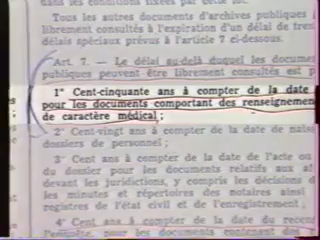 dans les conditions fixées par cette loi.
Tous les autres documents d'archives publiques
librement consultés à l'expiration d'un délai de tren
délais spéciaux prévus à l'article 7 ci-dessous.
Art. 7. — Le délai au-delà duquel les document
publiques peuvent être librement consultés est p
1° Cent-cinquante ans à compter de la date
pour les documents comportant des renseignemen
de caractère médical ;
2° Cent-vingt ans à compter de la date de nais
dossiers de personnel ;
3° Cent ans à compter de la date de l'acte ou
du dossier pour les documents relatifs aux af
devant les juridictions, y compris les décisions d
les minutes et répertoires des notaires ainsi
registres de l'état civil et de l'enregistrement ;
4° Cent ans à compter de la date du recen
l'enquête, pour les documents contenant des